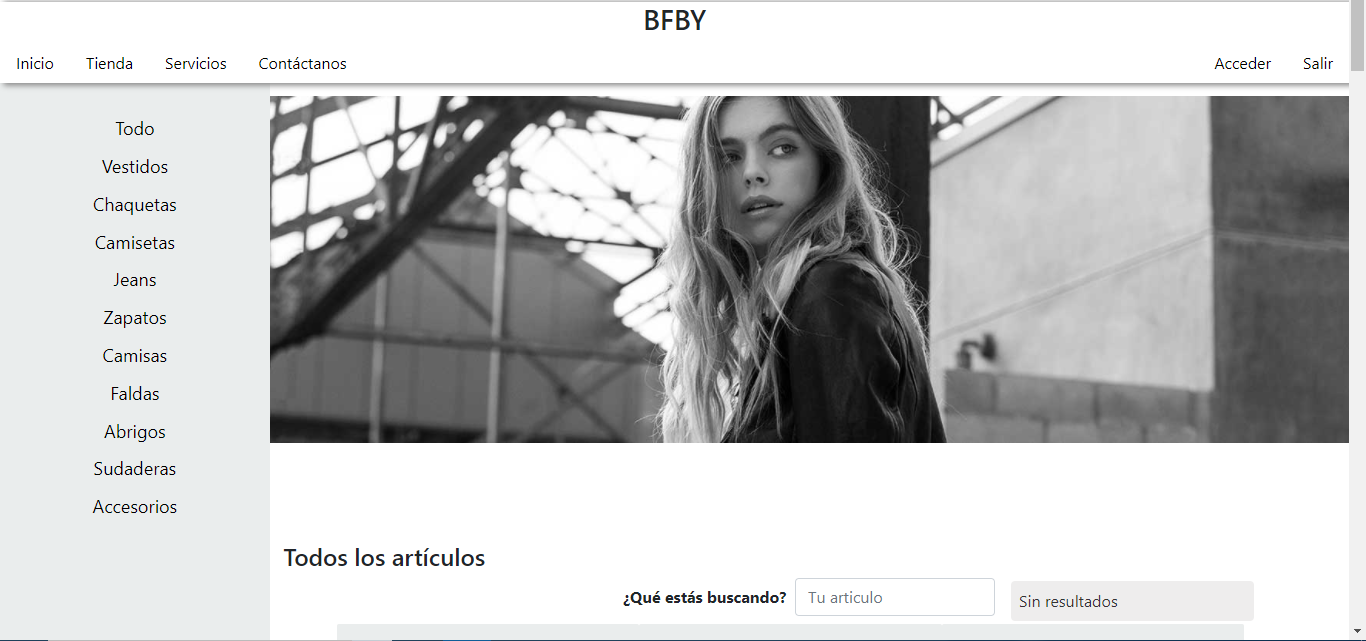 BFBY
Inicio Tienda Servicios Contáctanos Acceder Salir
Todo
Vestidos
Chaquetas
Camisetas
Jeans
Zapatos
Camisas
Faldas
Abrigos
Sudaderas
Accesorios
Todos los artículos
¿Qué estás buscando? Tu articulo Sin resultados